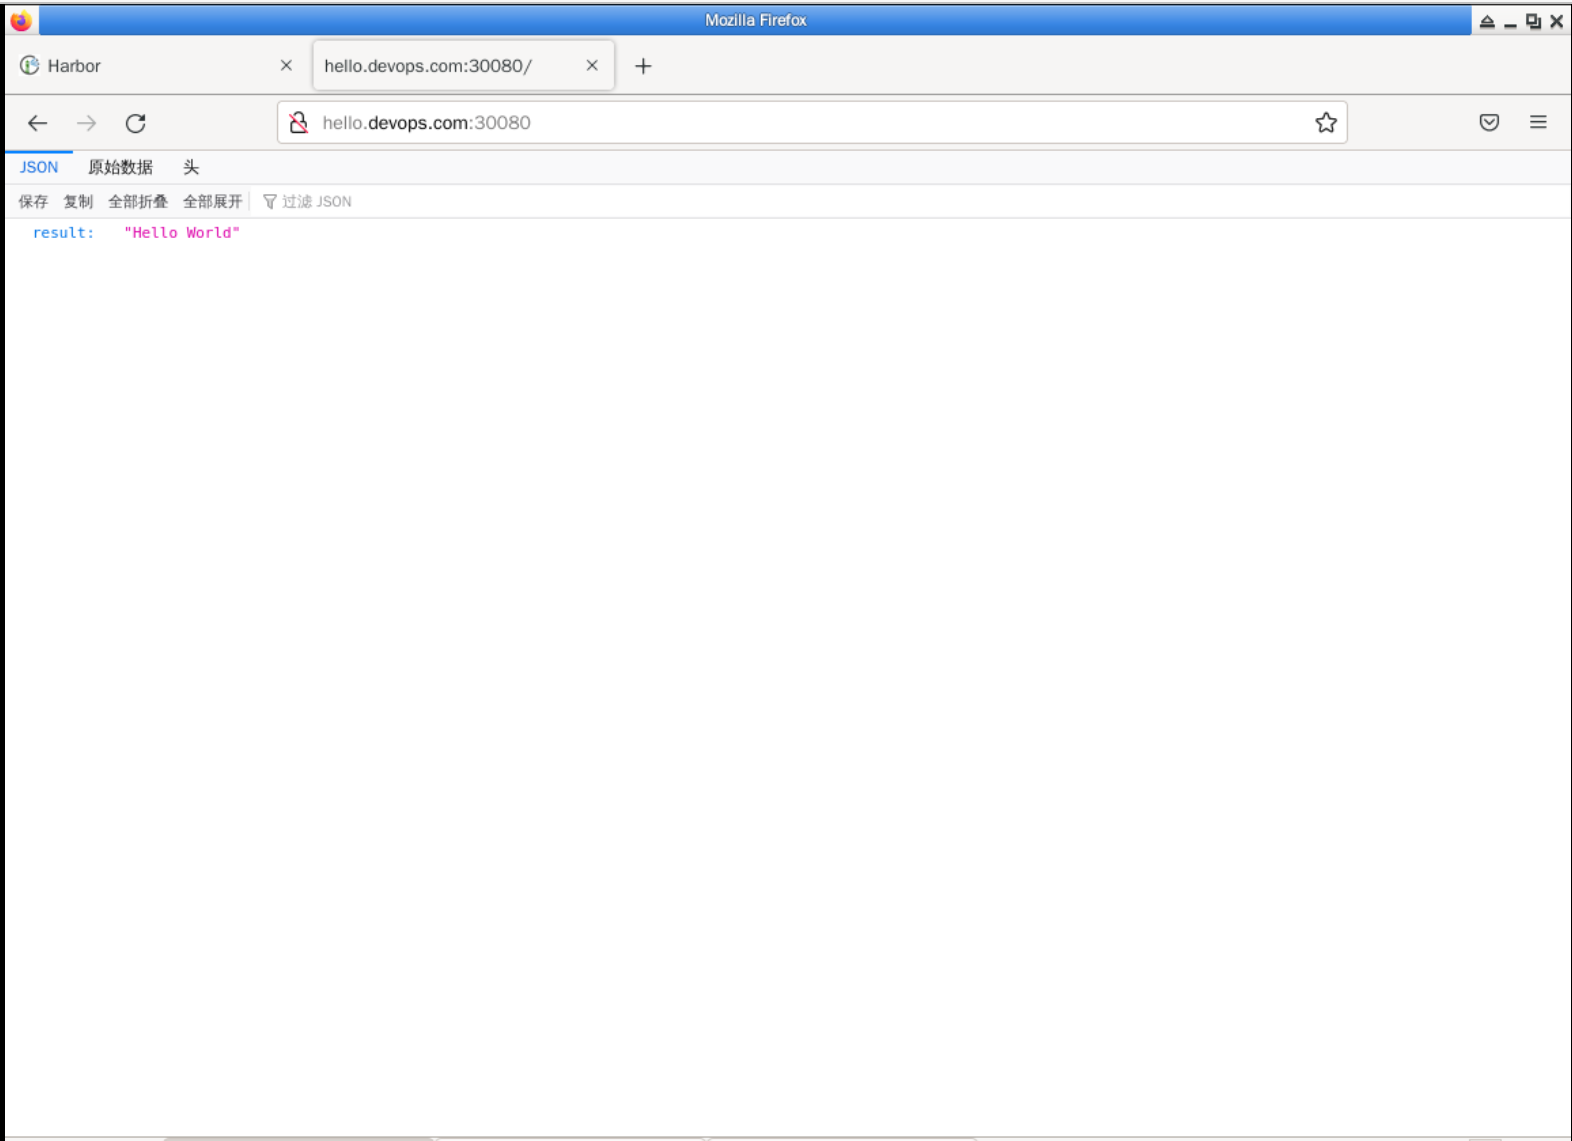 Mozilla Firefox
Harbor
hello.devops.com:30080/
hello.devops.com:30080
JSON 原始数据 头
保存 复制 全部折叠 全部展开 过滤 JSON
result: "Hello World"